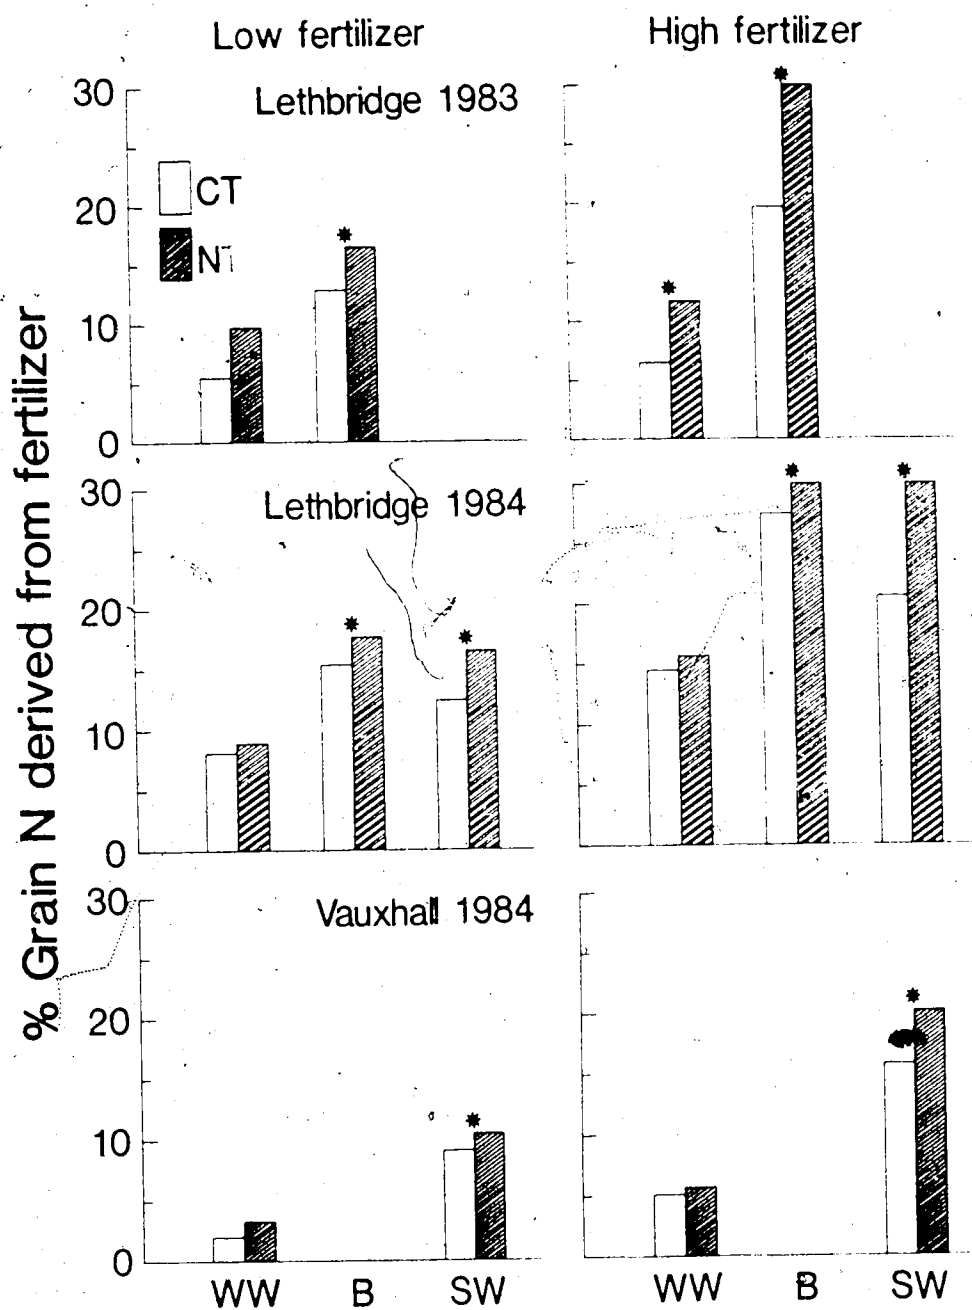 Low fertilizer
High fertilizer
Lethbridge 1983
30
20
10
0
CT
NT
*
*
*
% Grain N derived from fertilizer
Lethbridge 1984
30
20
10
0
*
*
*
*
Vauxhall 1984
30
20
10
0
*
*
WW B SW
WW B SW